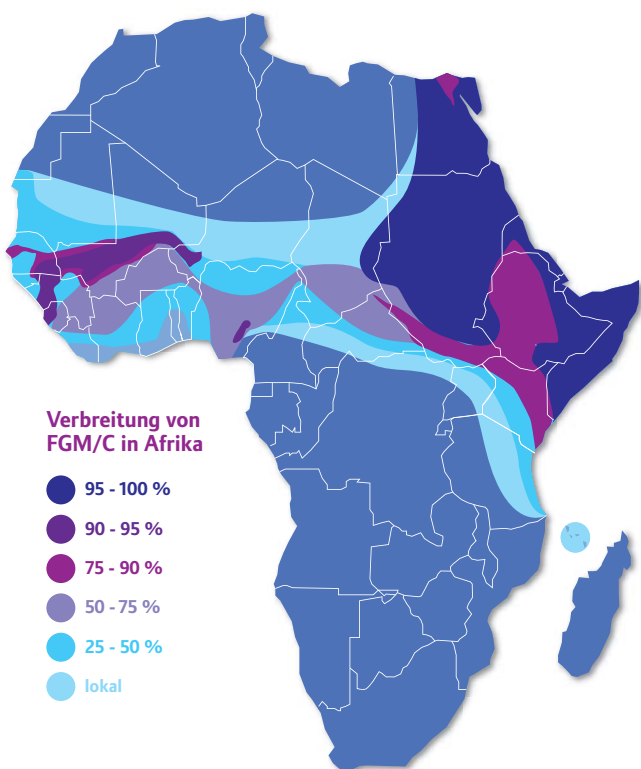 Verbreitung von
FGM/C in Afrika
95 - 100 %
90 - 95 %
75 - 90 %
50 - 75 %
25 - 50 %
lokal